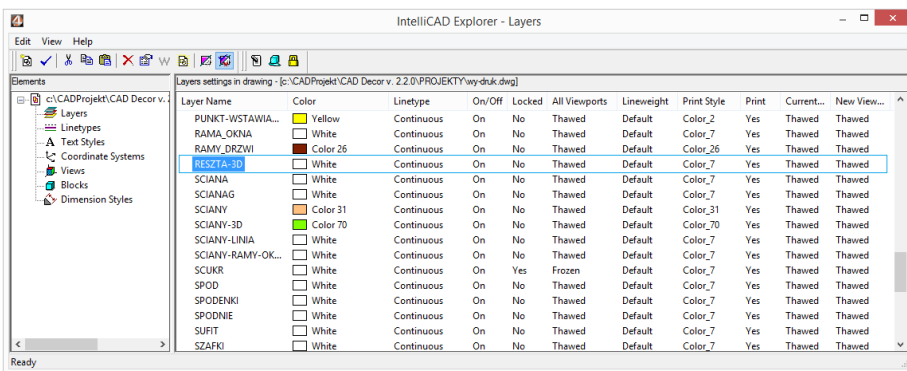 IntelliCAD Explorer - Layers
Edit View Help
Elements
Layers settings in drawing - [c:\CADProjekt\CAD Decor v. 2.2.0\PROJEKTY\wy-druk.dwg]
c:\CADProjekt\CAD Decor v. 2
Layers
Linetypes
Text Styles
Coordinate Systems
Views
Blocks
Dimension Styles
Layer Name Color Linetype On/Off Locked All Viewports Lineweight Print Style Print Current... New View...
PUNKT-WSTAWIA... Yellow Continuous On No Thawed Default Color_2 Yes Thawed Thawed
RAMA_OKNA White Continuous On No Thawed Default Color_7 Yes Thawed Thawed
RAMY_DRZWI Color 26 Continuous On No Thawed Default Color_26 Yes Thawed Thawed
RESZTA-3D White Continuous On No Thawed Default Color_7 Yes Thawed Thawed
SCIANA White Continuous On No Thawed Default Color_7 Yes Thawed Thawed
SCIANAG White Continuous On No Thawed Default Color_7 Yes Thawed Thawed
SCIANY Color 31 Continuous On No Thawed Default Color_31 Yes Thawed Thawed
SCIANY-3D Color 70 Continuous On No Thawed Default Color_70 Yes Thawed Thawed
SCIANY-LINIA White Continuous On No Thawed Default Color_7 Yes Thawed Thawed
SCIANY-RAMY-OK... White Continuous On No Thawed Default Color_7 Yes Thawed Thawed
SCUKR White Continuous On Yes Frozen Default Color_7 Yes Thawed Thawed
SPOD White Continuous On No Thawed Default Color_7 Yes Thawed Thawed
SPODENKI White Continuous On No Thawed Default Color_7 Yes Thawed Thawed
SPODNIE White Continuous On No Thawed Default Color_7 Yes Thawed Thawed
SUFIT White Continuous On No Thawed Default Color_7 Yes Thawed Thawed
SZAFKI White Continuous On No Thawed Default Color_7 Yes Thawed Thawed
Ready